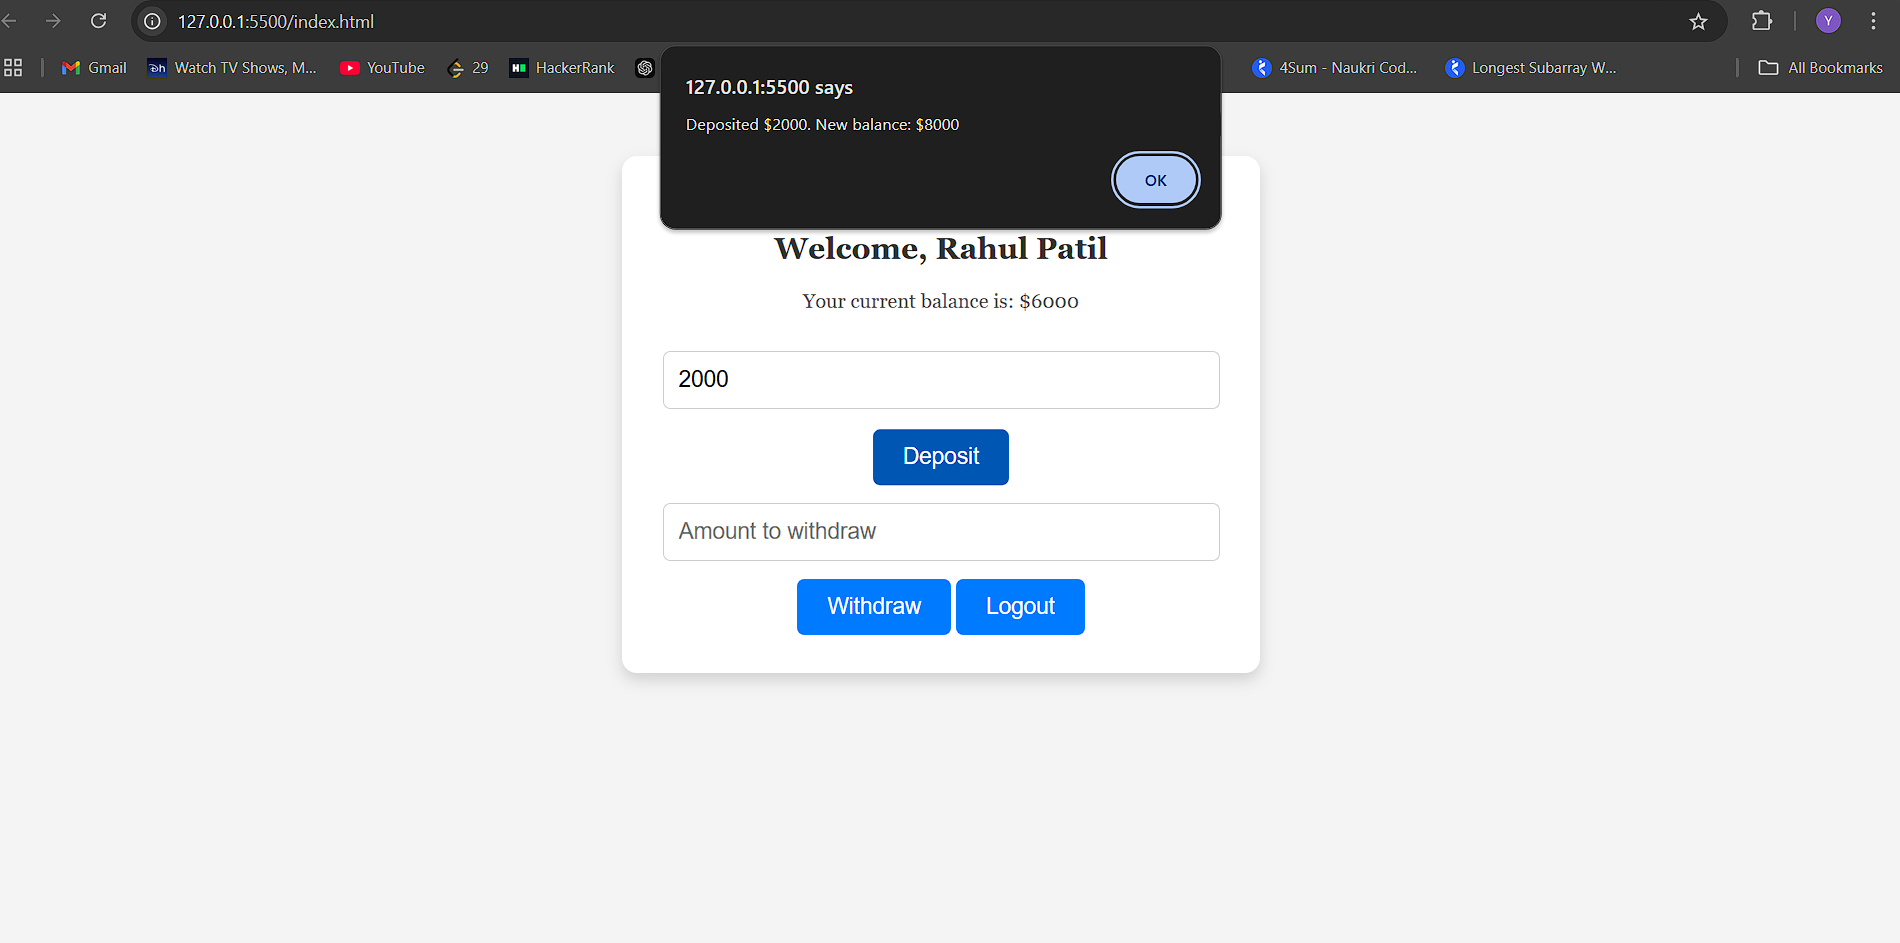 127.0.0.1:5500/index.html
Y
Gmail
Dh
Watch TV Shows, M...
YouTube
29
HackerRank
4Sum - Naukri Cod...
Longest Subarray W...
All Bookmarks
127.0.0.1:5500 says
Deposited $2000. New balance: $8000
OK
Welcome, Rahul Patil
Your current balance is: $6000
2000
Deposit
Amount to withdraw
Withdraw
Logout